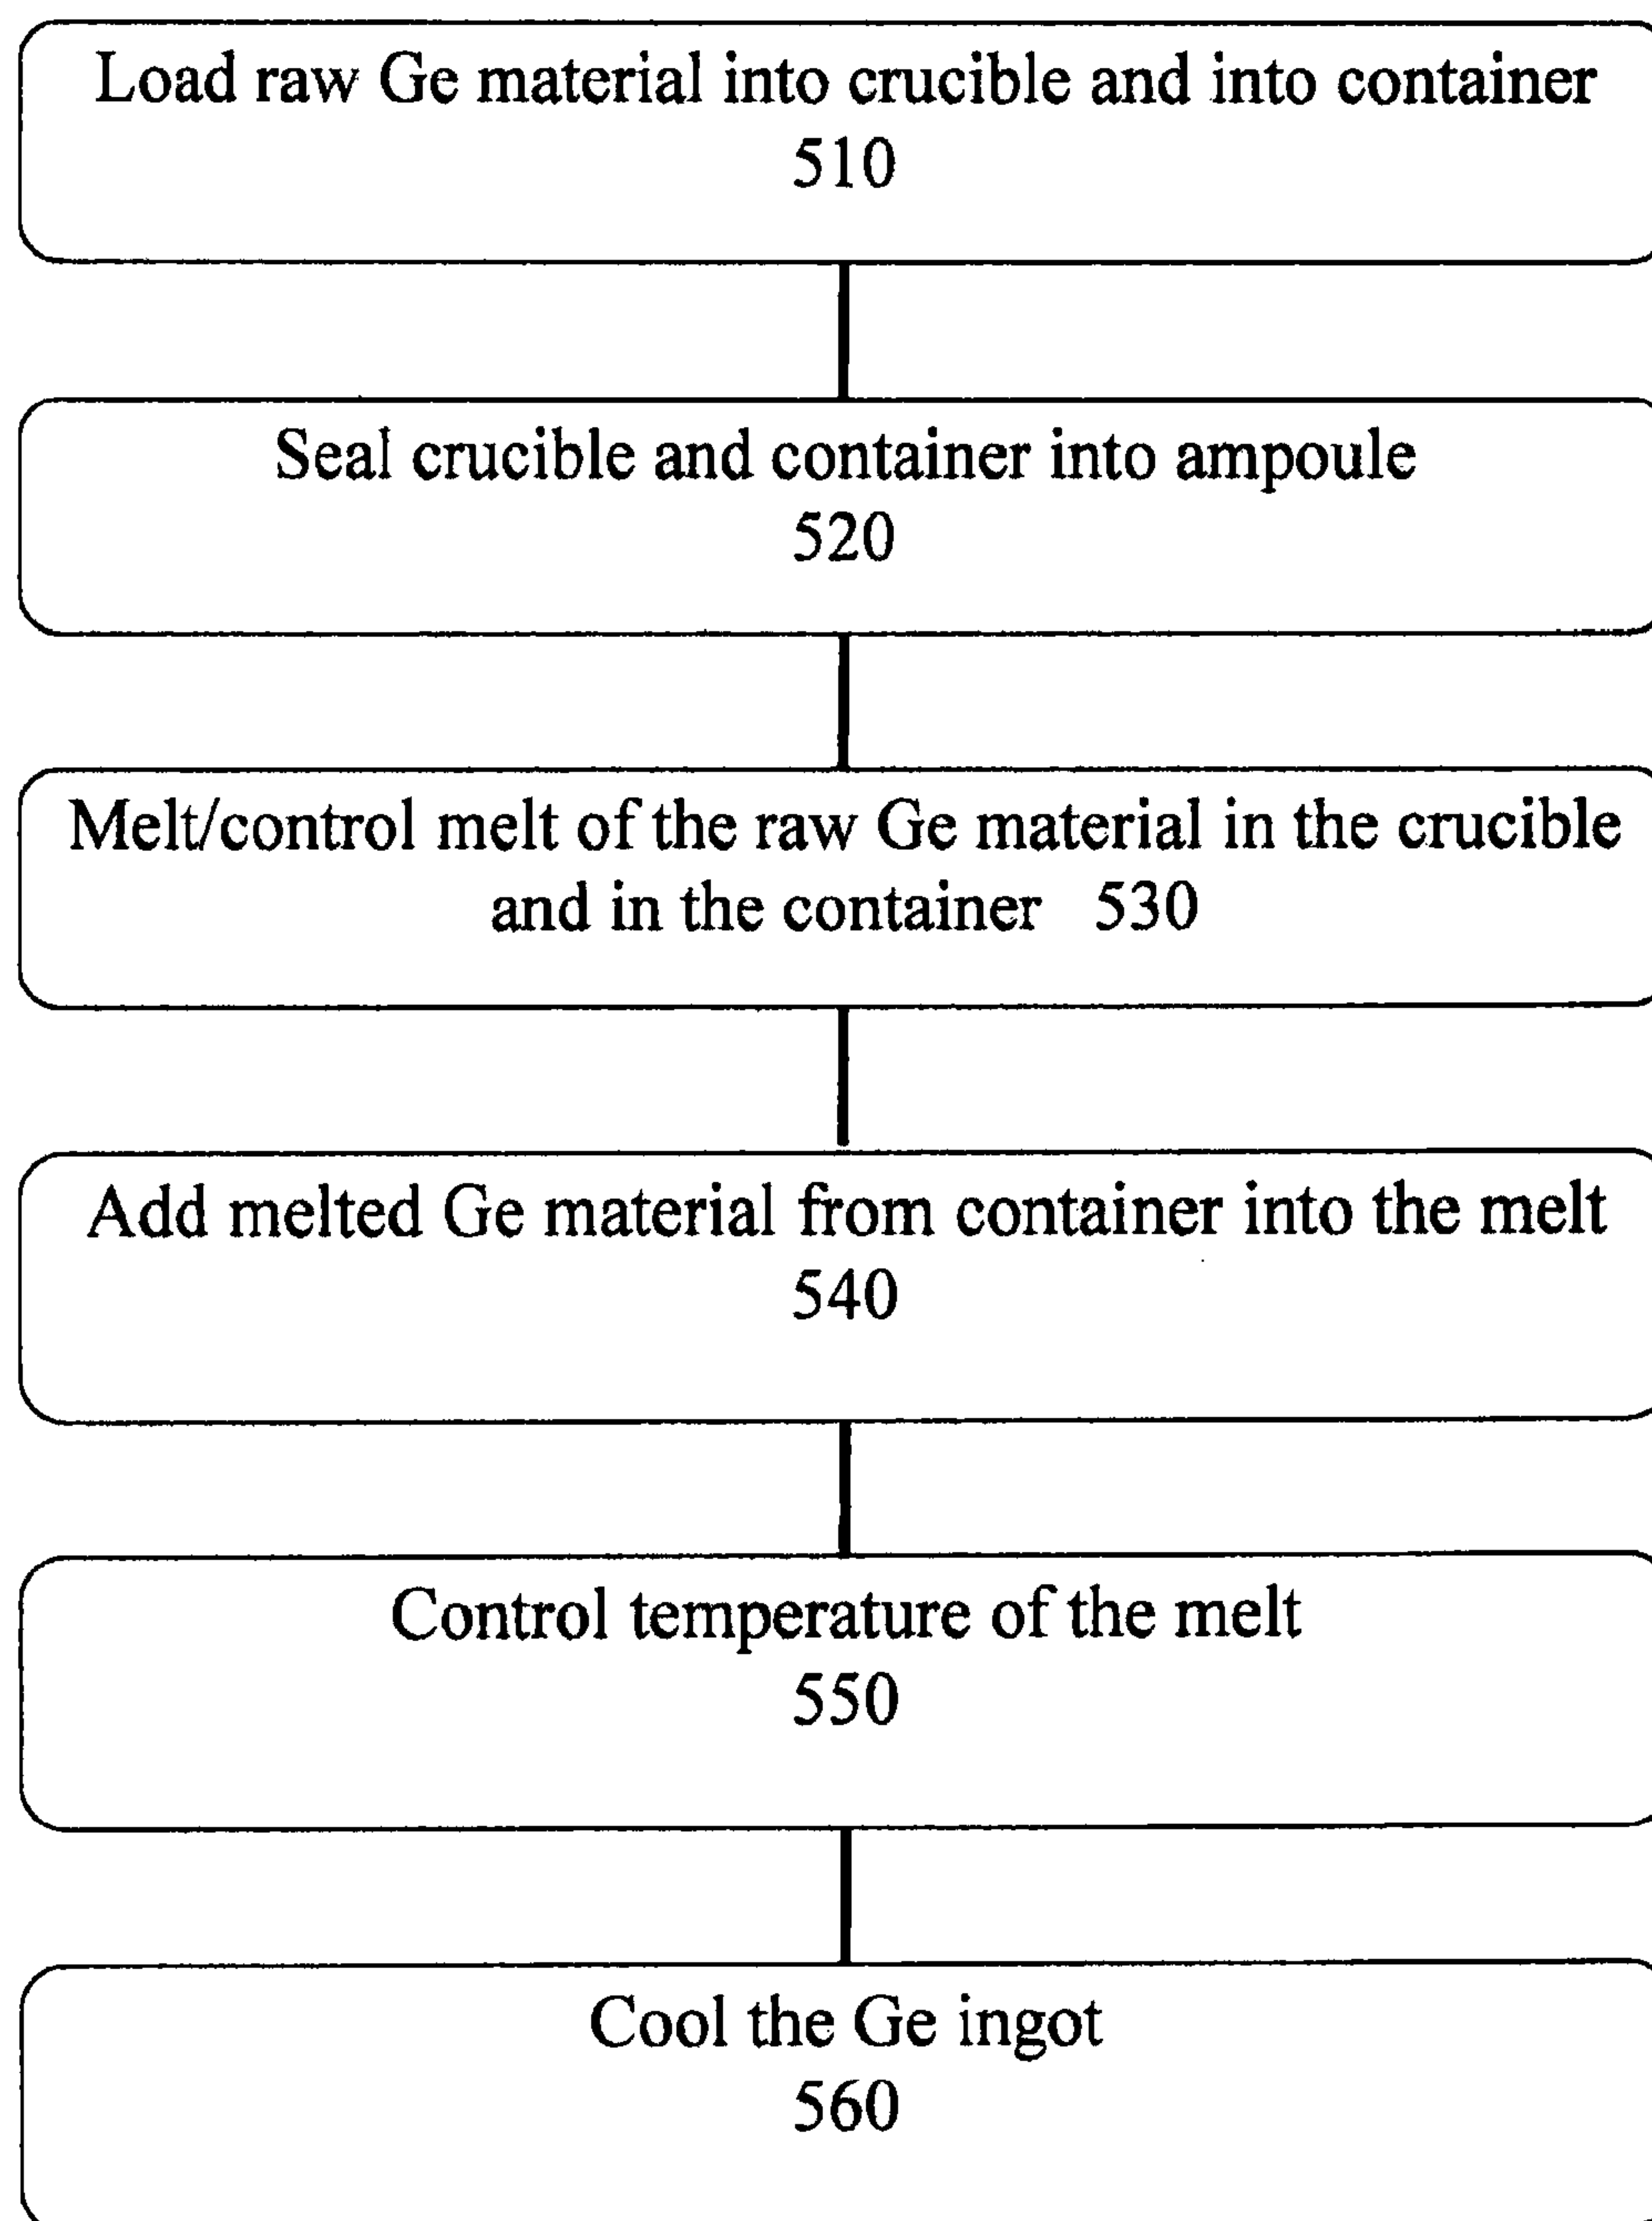 Load raw Ge material into crucible and into container
510
Seal crucible and container into ampoule
520
Melt/control melt of the raw Ge material in the crucible
and in the container 530
Add melted Ge material from container into the melt
540
Control temperature of the melt
550
Cool the Ge ingot
560